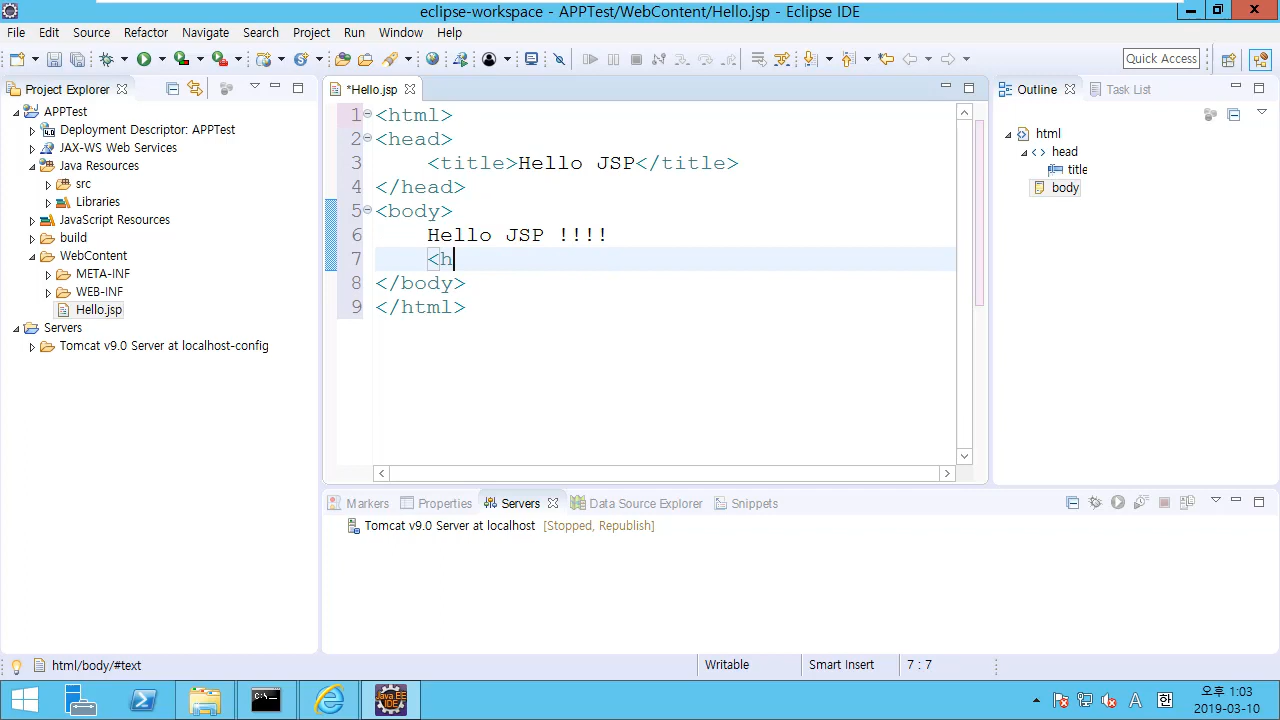 eclipse-workspace - APPTest/WebContent/Hello.jsp - Eclipse IDE
File Edit Source Refactor Navigate Search Project Run Window Help
Quick Access
Project Explorer
APPTest
Deployment Descriptor: APPTest
JAX-WS Web Services
Java Resources
src
Libraries
JavaScript Resources
build
WebContent
META-INF
WEB-INF
Hello.jsp
Servers
Tomcat v9.0 Server at localhost-config
*Hello.jsp
1 <html>
2 <head>
3 <title>Hello JSP</title>
4 </head>
5 <body>
6 Hello JSP !!!!
7 <h
8 </body>
9 </html>
Outline Task List
html
head
title
body
Markers Properties Servers Data Source Explorer Snippets
Tomcat v9.0 Server at localhost [Stopped, Republish]
html/body/#text Writable Smart Insert 7 : 7
Java EE
IDE
A 한
오후 1:03
2019-03-10